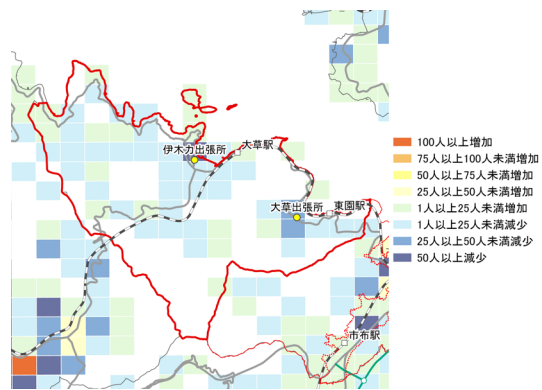 伊木力出張所
大草駅
大草出張所
東園駅
市布駅
100人以上増加
75人以上100人未満増加
50人以上75人未満増加
25人以上50人未満増加
1人以上25人未満増加
1人以上25人未満減少
25人以上50人未満減少
50人以上減少